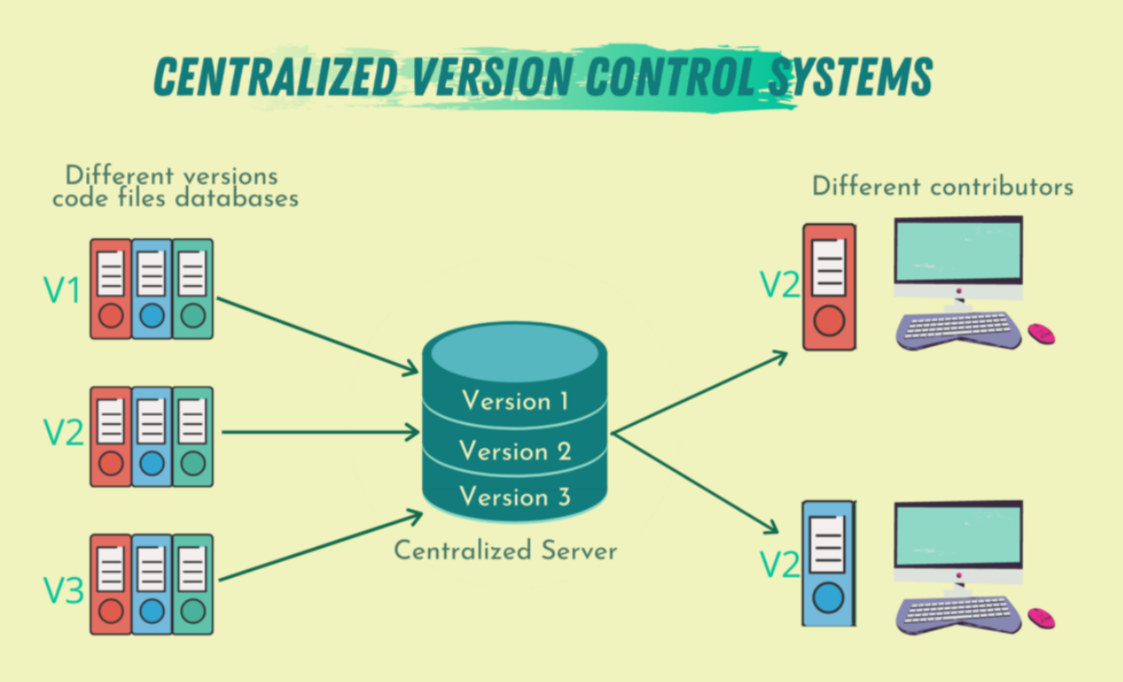 CENTRALIZED VERSION CONTROL SYSTEMS
Different versions
code files databases
Different contributors
V1
V2
V3
Version 1
Version 2
Version 3
Centralized Server
V2
V2